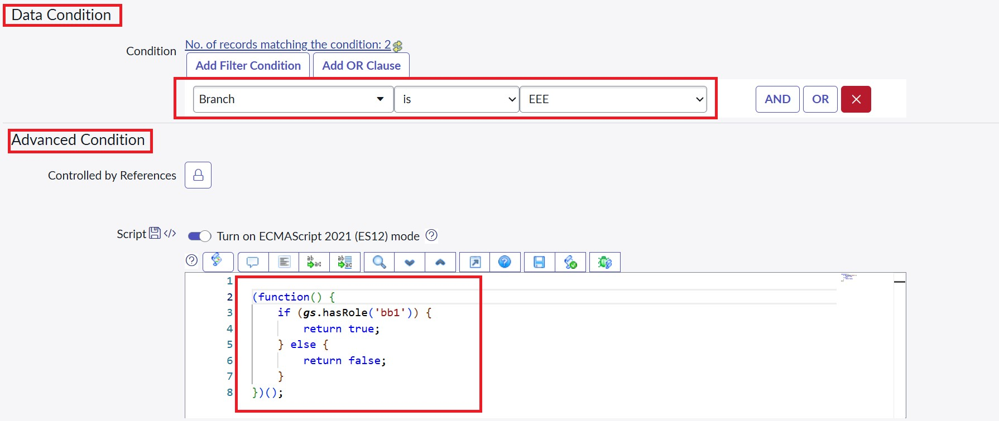 Data Condition
Condition
No. of records matching the condition: 2
Add Filter Condition
Add OR Clause
Branch
is
EEE
AND
OR
Advanced Condition
Controlled by References
Script
Turn on ECMAScript 2021 (ES12) mode
1
2 (function() {
3 if (gs.hasRole('bb1')) {
4 return true;
5 } else {
6 return false;
7 }
8 })();